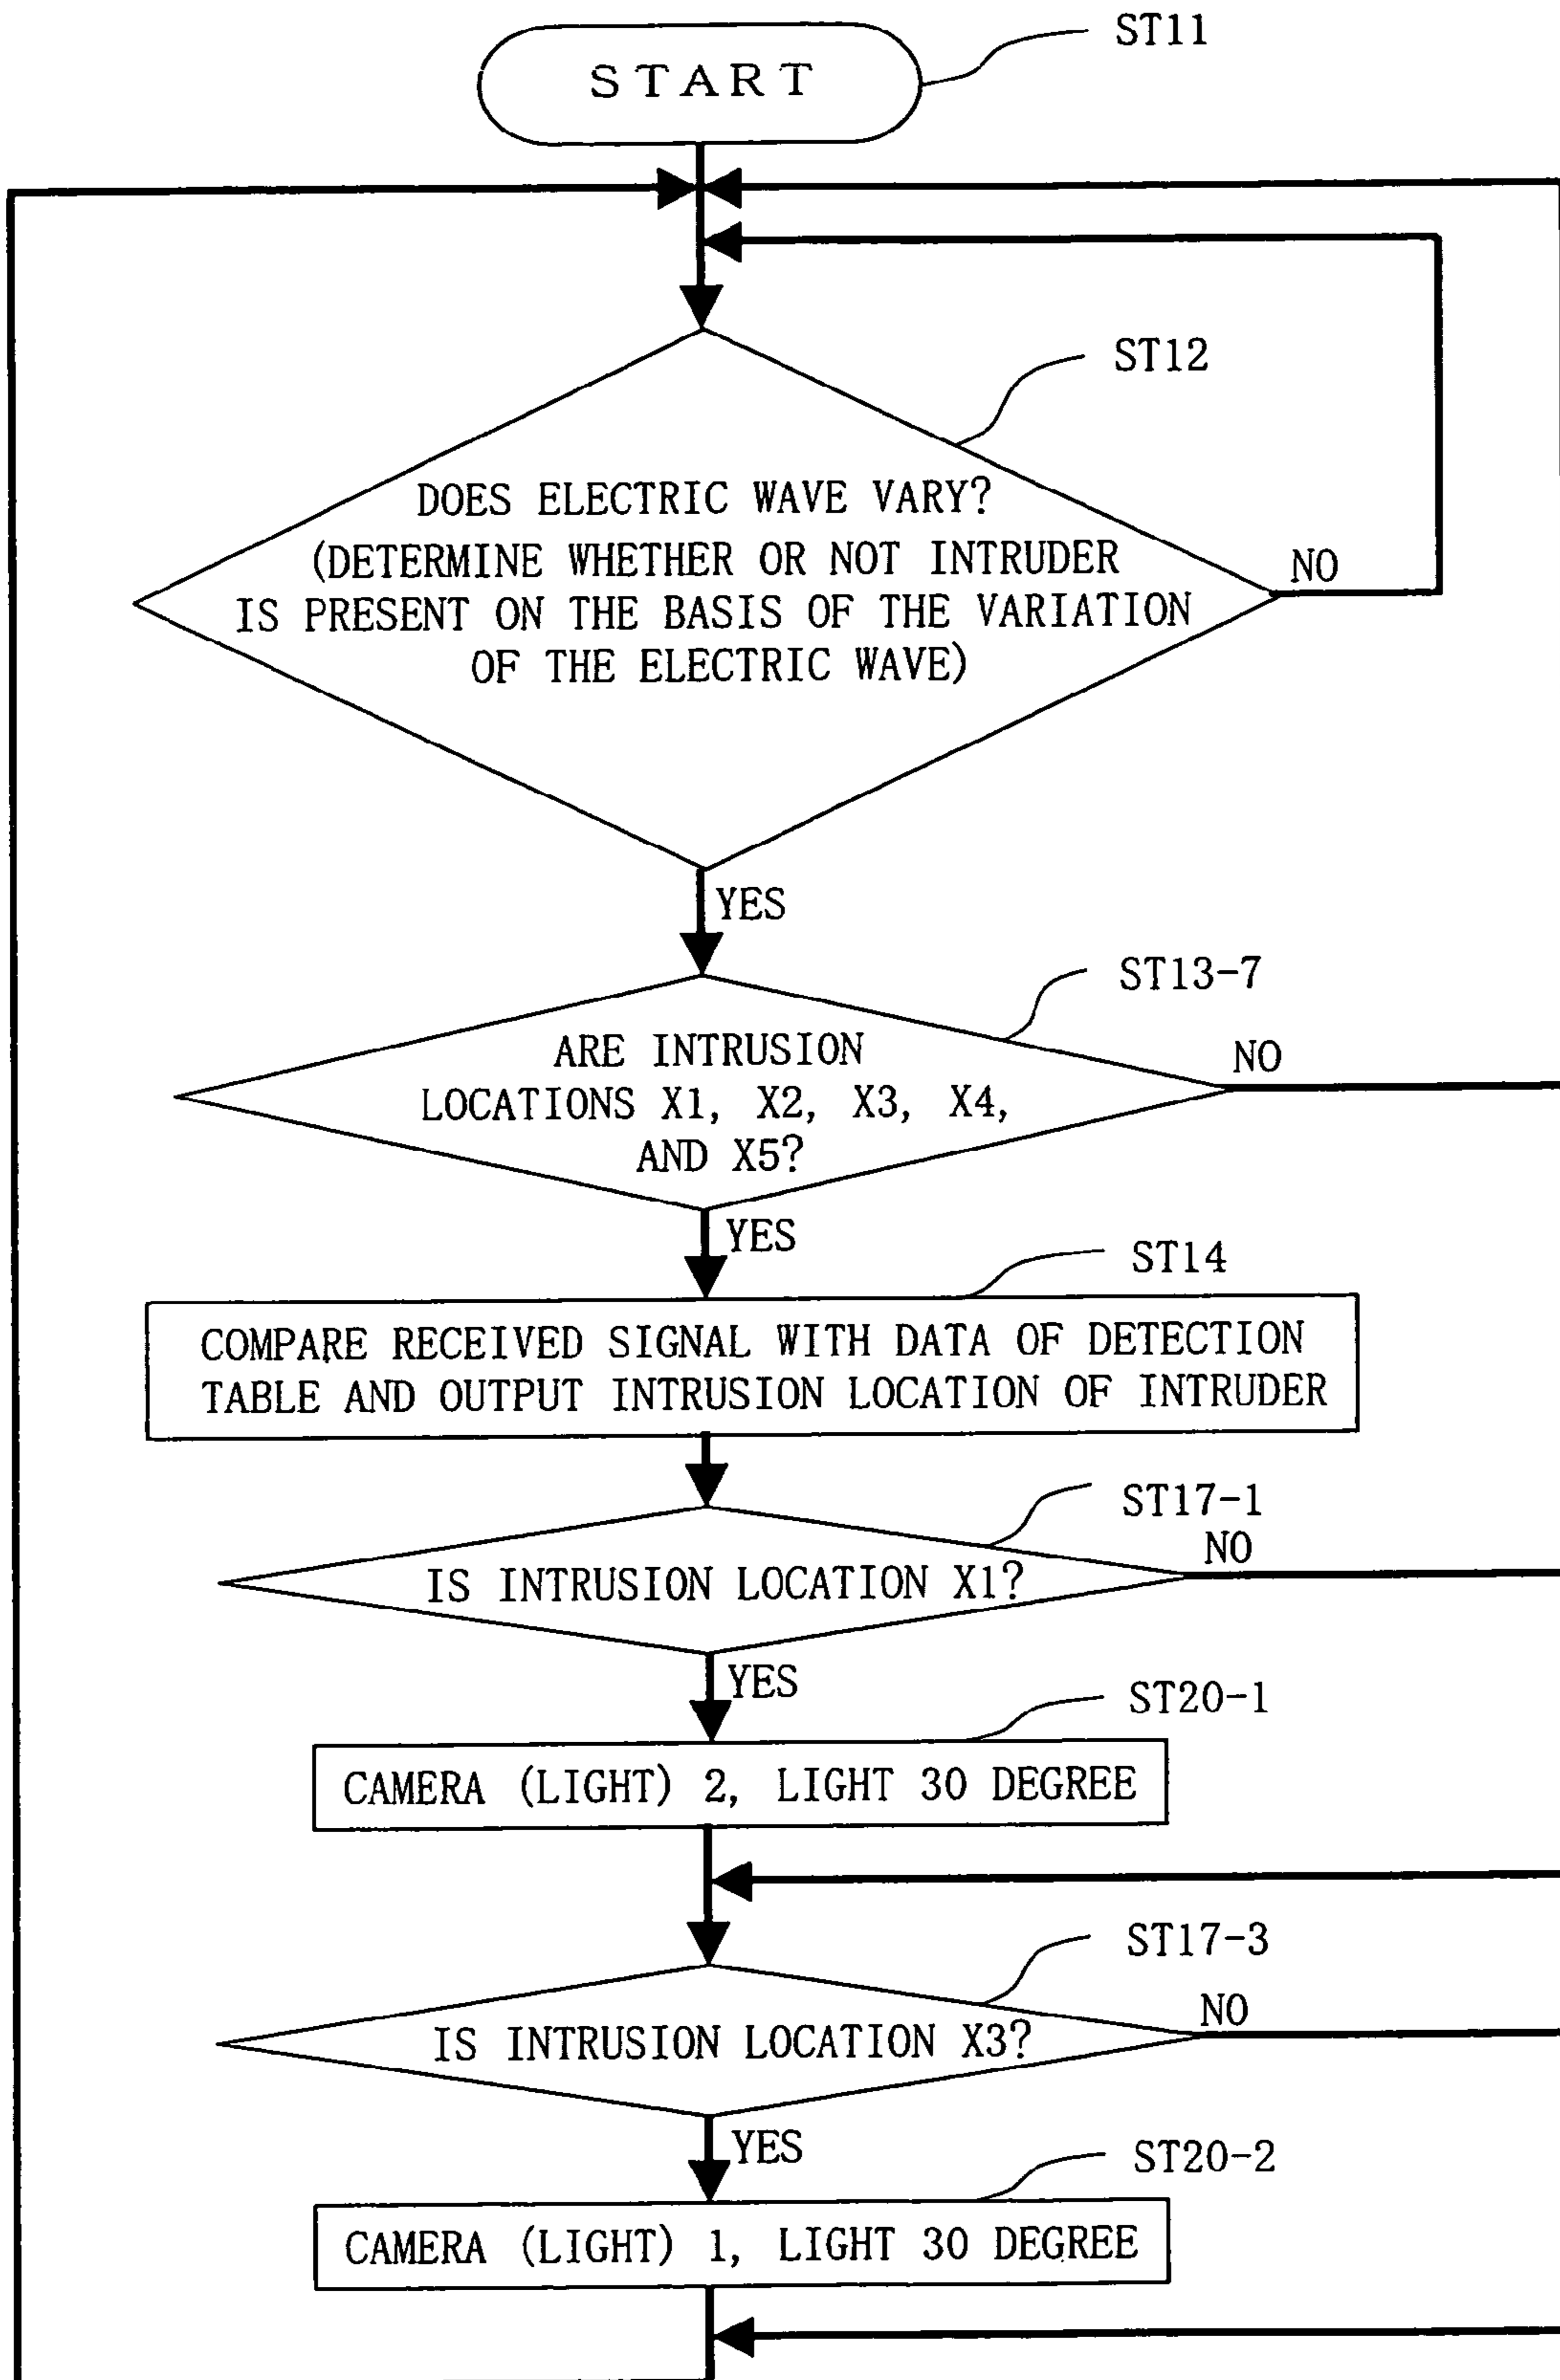 START
ST11
ST12
DOES ELECTRIC WAVE VARY?
(DETERMINE WHETHER OR NOT INTRUDER
IS PRESENT ON THE BASIS OF THE VARIATION
OF THE ELECTRIC WAVE)
NO
YES
ST13-7
ARE INTRUSION
LOCATIONS X1, X2, X3, X4,
AND X5?
NO
YES
ST14
COMPARE RECEIVED SIGNAL WITH DATA OF DETECTION
TABLE AND OUTPUT INTRUSION LOCATION OF INTRUDER
ST17-1
IS INTRUSION LOCATION X1?
NO
YES
ST20-1
CAMERA (LIGHT) 2, LIGHT 30 DEGREE
ST17-3
IS INTRUSION LOCATION X3?
NO
YES
ST20-2
CAMERA (LIGHT) 1, LIGHT 30 DEGREE